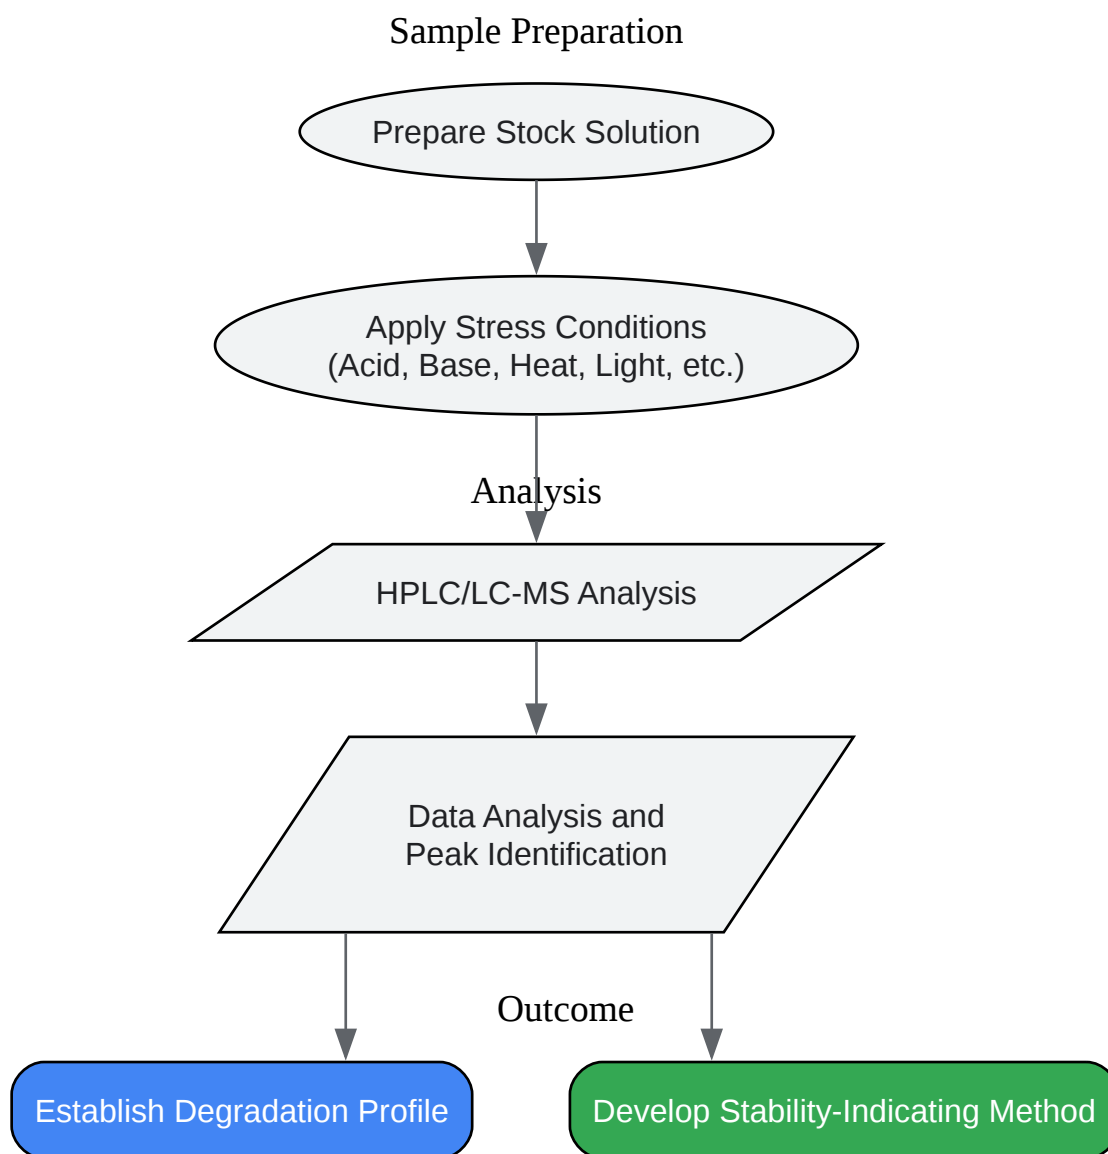 Sample Preparation
Prepare Stock Solution
Apply Stress Conditions
(Acid, Base, Heat, Light, etc.)
Analysis
HPLC/LC-MS Analysis
Data Analysis and
Peak Identification
Outcome
Establish Degradation Profile
Develop Stability-Indicating Method